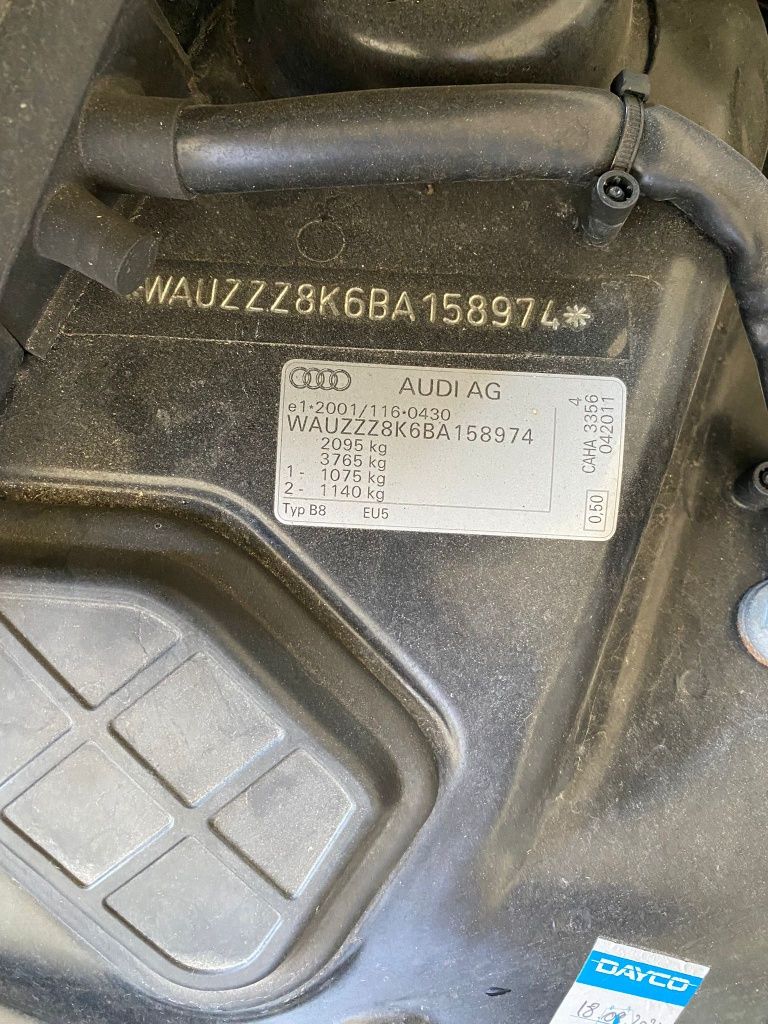 *WAUZZZ8K6BA158974*
AUDI AG
e1*2001/116*0430
WAUZZZ8K6BA158974
2095 kg
3765 kg
1- 1075 kg
2- 1140 kg
Typ B8 EU5
4
CAHA 3356 042011
0,50
DAYCO